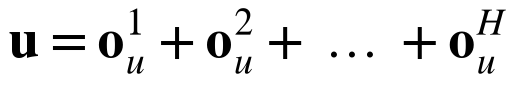 𝐮 = 𝐨_u^1 + 𝐨_u^2 + … + 𝐨_u^H